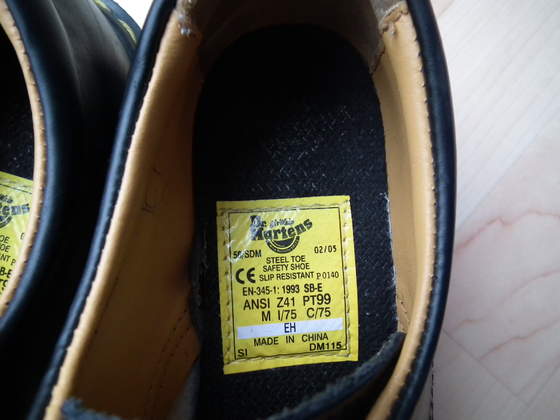 Dr. Martens
58/SDM 02/05
STEEL TOE
CE SAFETY SHOE
SLIP RESISTANT P0140
EN-345-1: 1993 SB-E
ANSI Z41 PT99
M I/75 C/75
EH
MADE IN CHINA
SI DM115